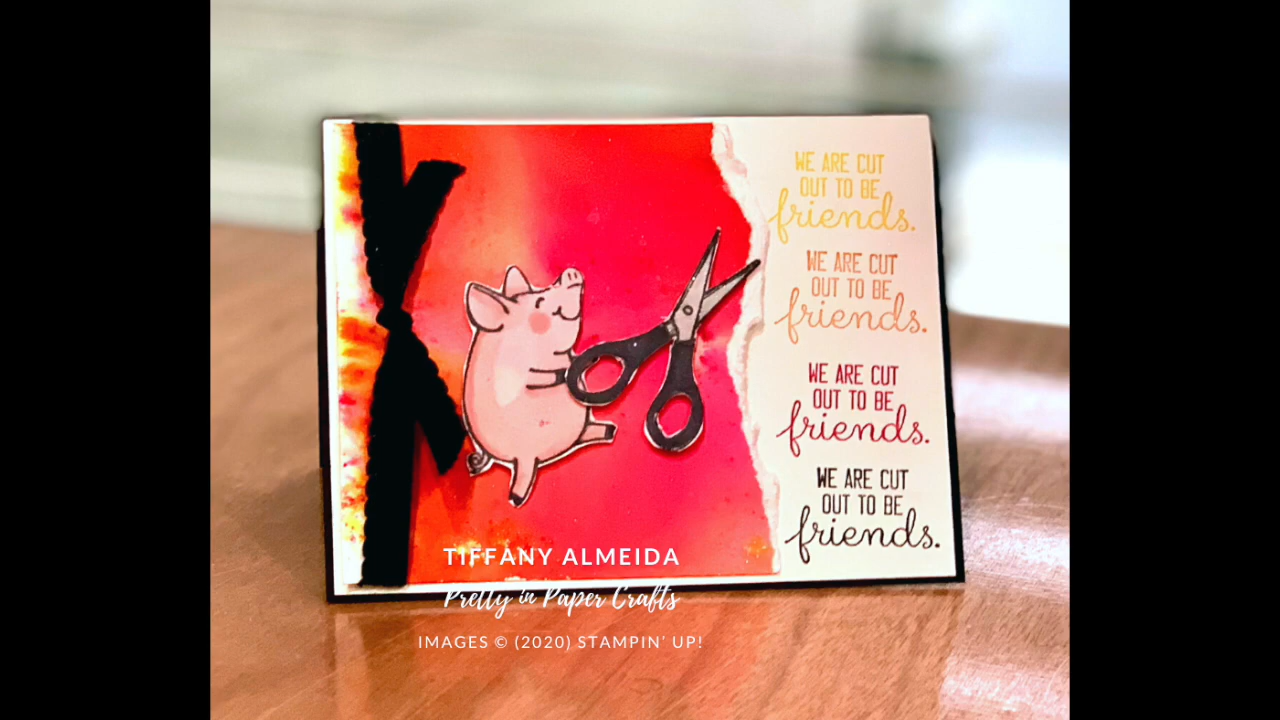 WE ARE CUT
OUT TO BE
friends.
WE ARE CUT
OUT TO BE
friends.
WE ARE CUT
OUT TO BE
friends.
WE ARE CUT
OUT TO BE
friends.
TIFFANY ALMEIDA
Pretty in Paper Crafts
IMAGES © (2020) STAMPIN' UP!